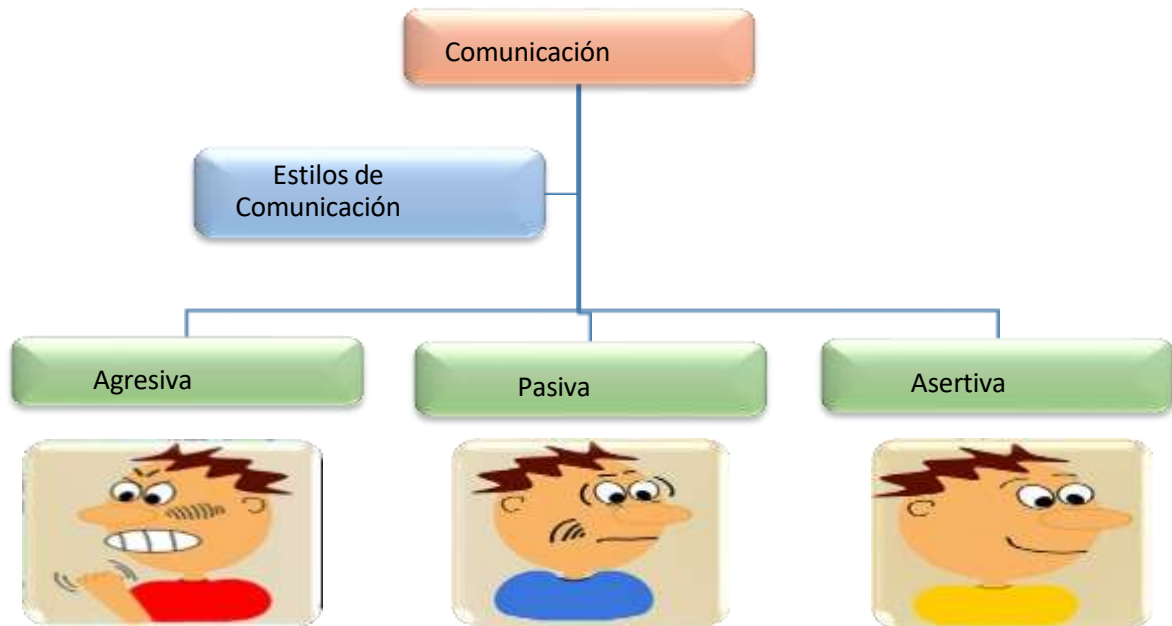 Comunicación
Estilos de
Comunicación
Agresiva
Pasiva
Asertiva